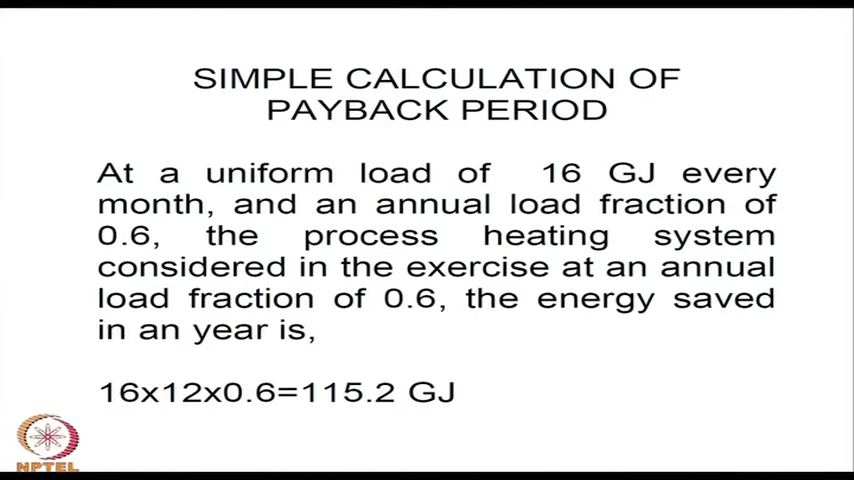 SIMPLE CALCULATION OF
PAYBACK PERIOD
At a uniform load of 16 GJ every
month, and an annual load fraction of
0.6, the process heating system
considered in the exercise at an annual
load fraction of 0.6, the energy saved
in an year is,
16x12x0.6=115.2 GJ
NPTEL